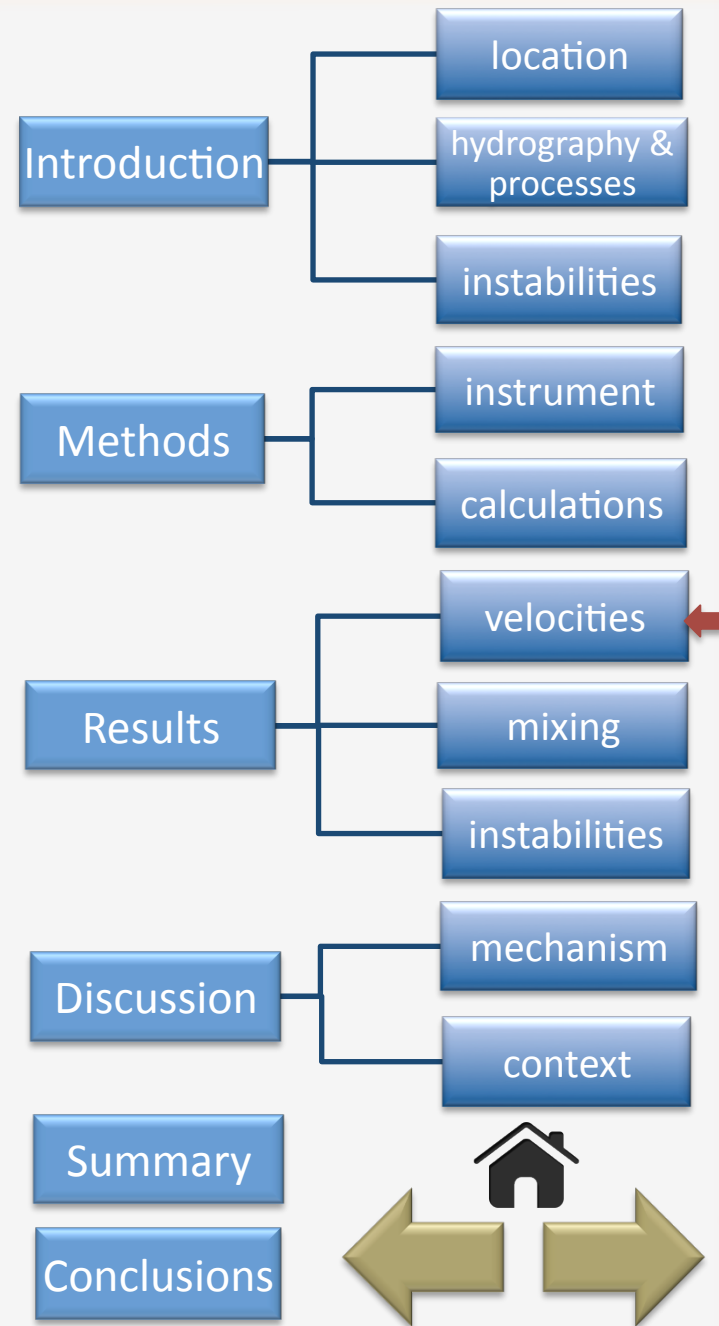 Introduction
location
hydrography &
processes
instabilities
Methods
instrument
calculations
Results
velocities
mixing
instabilities
Discussion
mechanism
context
Summary
Conclusions